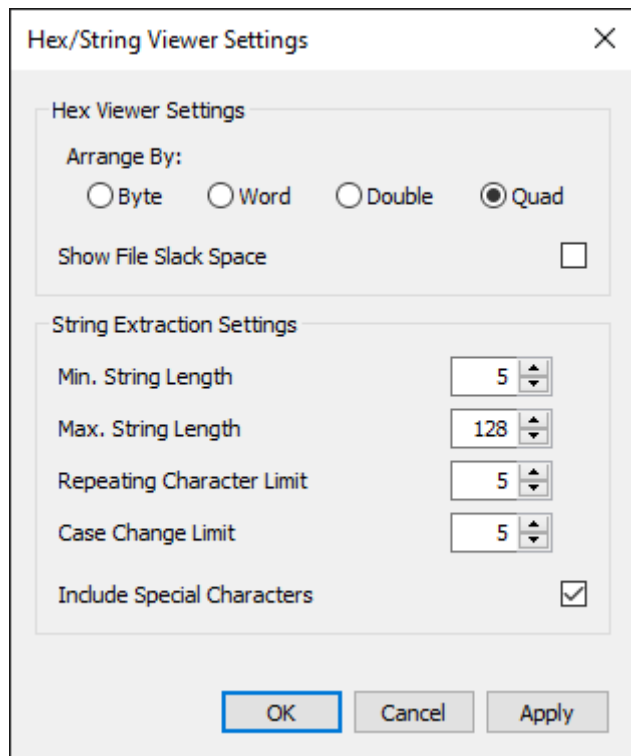 Hex/String Viewer Settings
Hex Viewer Settings
Arrange By:
Byte Word Double Quad
Show File Slack Space
String Extraction Settings
Min. String Length 5
Max. String Length 128
Repeating Character Limit 5
Case Change Limit 5
Include Special Characters
OK Cancel Apply